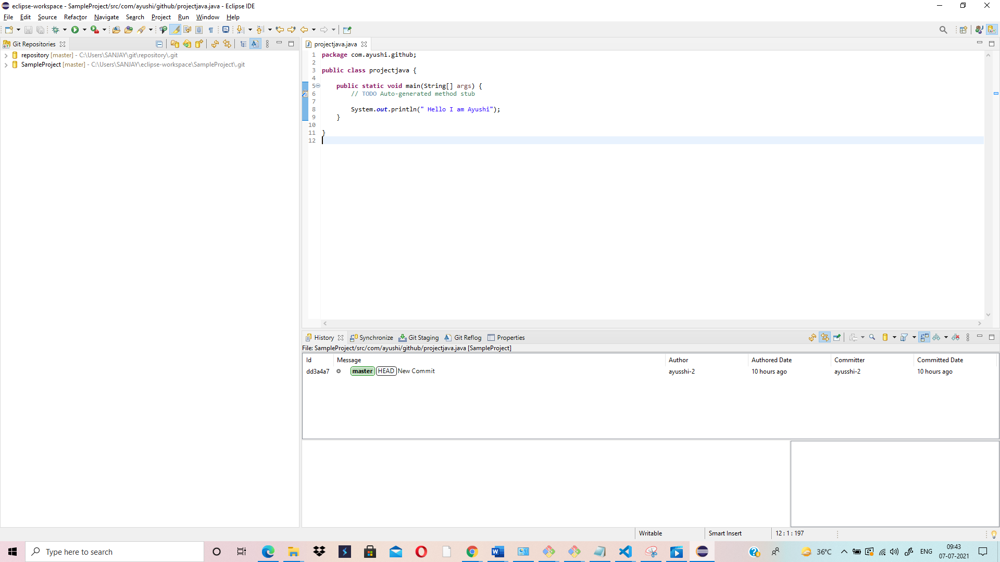 eclipse-workspace - SampleProject/src/com/ayushi/github/projectjava.java - Eclipse IDE
File Edit Source Refactor Navigate Search Project Run Window Help
Git Repositories
repository [master] - C:\Users\SANJAY\git\repository\.git
SampleProject [master] - C:\Users\SANJAY\eclipse-workspace\SampleProject\.git
projectjava.java
1 package com.ayushi.github;
2
3 public class projectjava {
4
5 public static void main(String[] args) {
6 // TODO Auto-generated method stub
7
8 System.out.println(" Hello I am Ayushi");
9 }
10
11 }
12
History Synchronize Git Staging Git Reflog Properties
File: SampleProject/src/com/ayushi/github/projectjava.java [SampleProject]
Id Message Author Authored Date Committer Committed Date
dd3a4a7 master HEAD New Commit ayusshi-2 10 hours ago ayusshi-2 10 hours ago
Writable Smart Insert 12 : 1 : 197
Type here to search
36°C ENG
09:43
07-07-2021